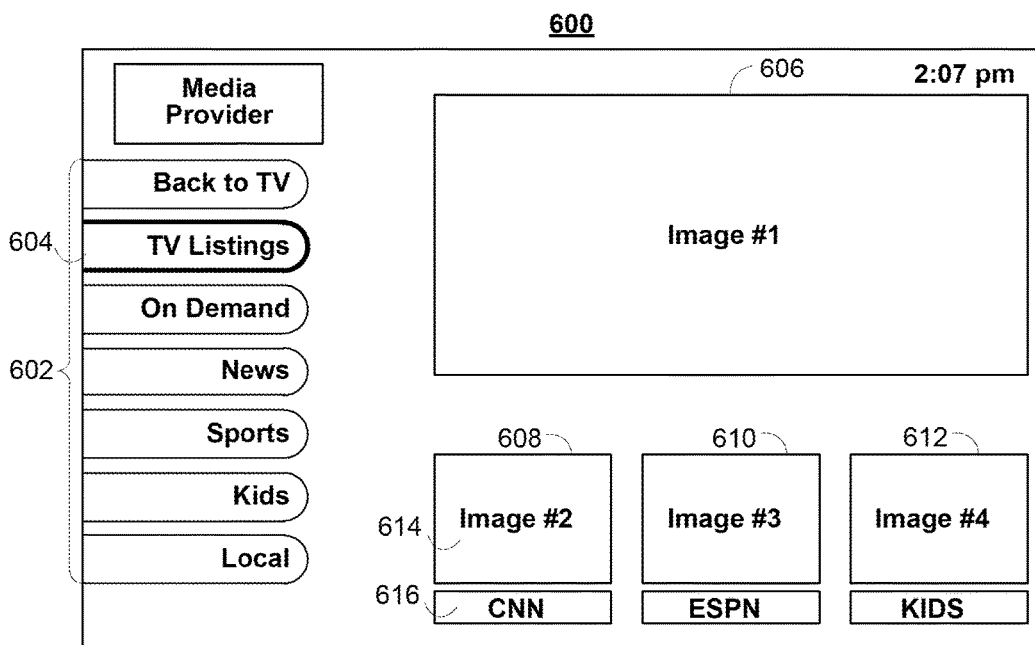 600
Media
Provider
606
2:07 pm
Back to TV
604
TV Listings
Image #1
On Demand
602
News
Sports
608
610
612
Kids
Image #2
Image #3
Image #4
614
Local
616
CNN
ESPN
KIDS